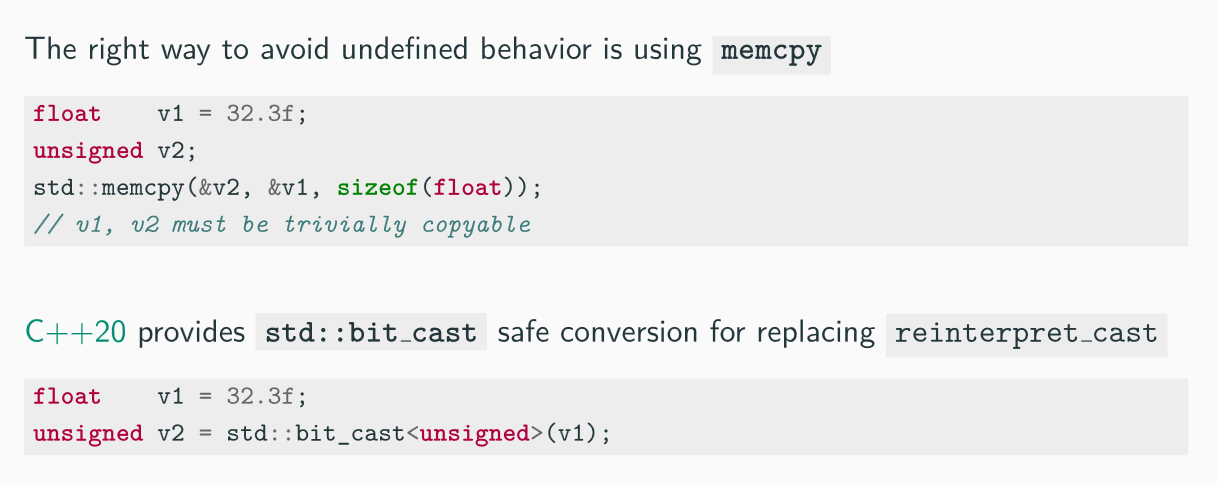 The right way to avoid undefined behavior is using memcpy
float    v1 = 32.3f;
unsigned v2;
std::memcpy(&v2, &v1, sizeof(float));
// v1, v2 must be trivially copyable
C++20 provides std::bit_cast safe conversion for replacing reinterpret_cast
float    v1 = 32.3f;
unsigned v2 = std::bit_cast<unsigned>(v1);